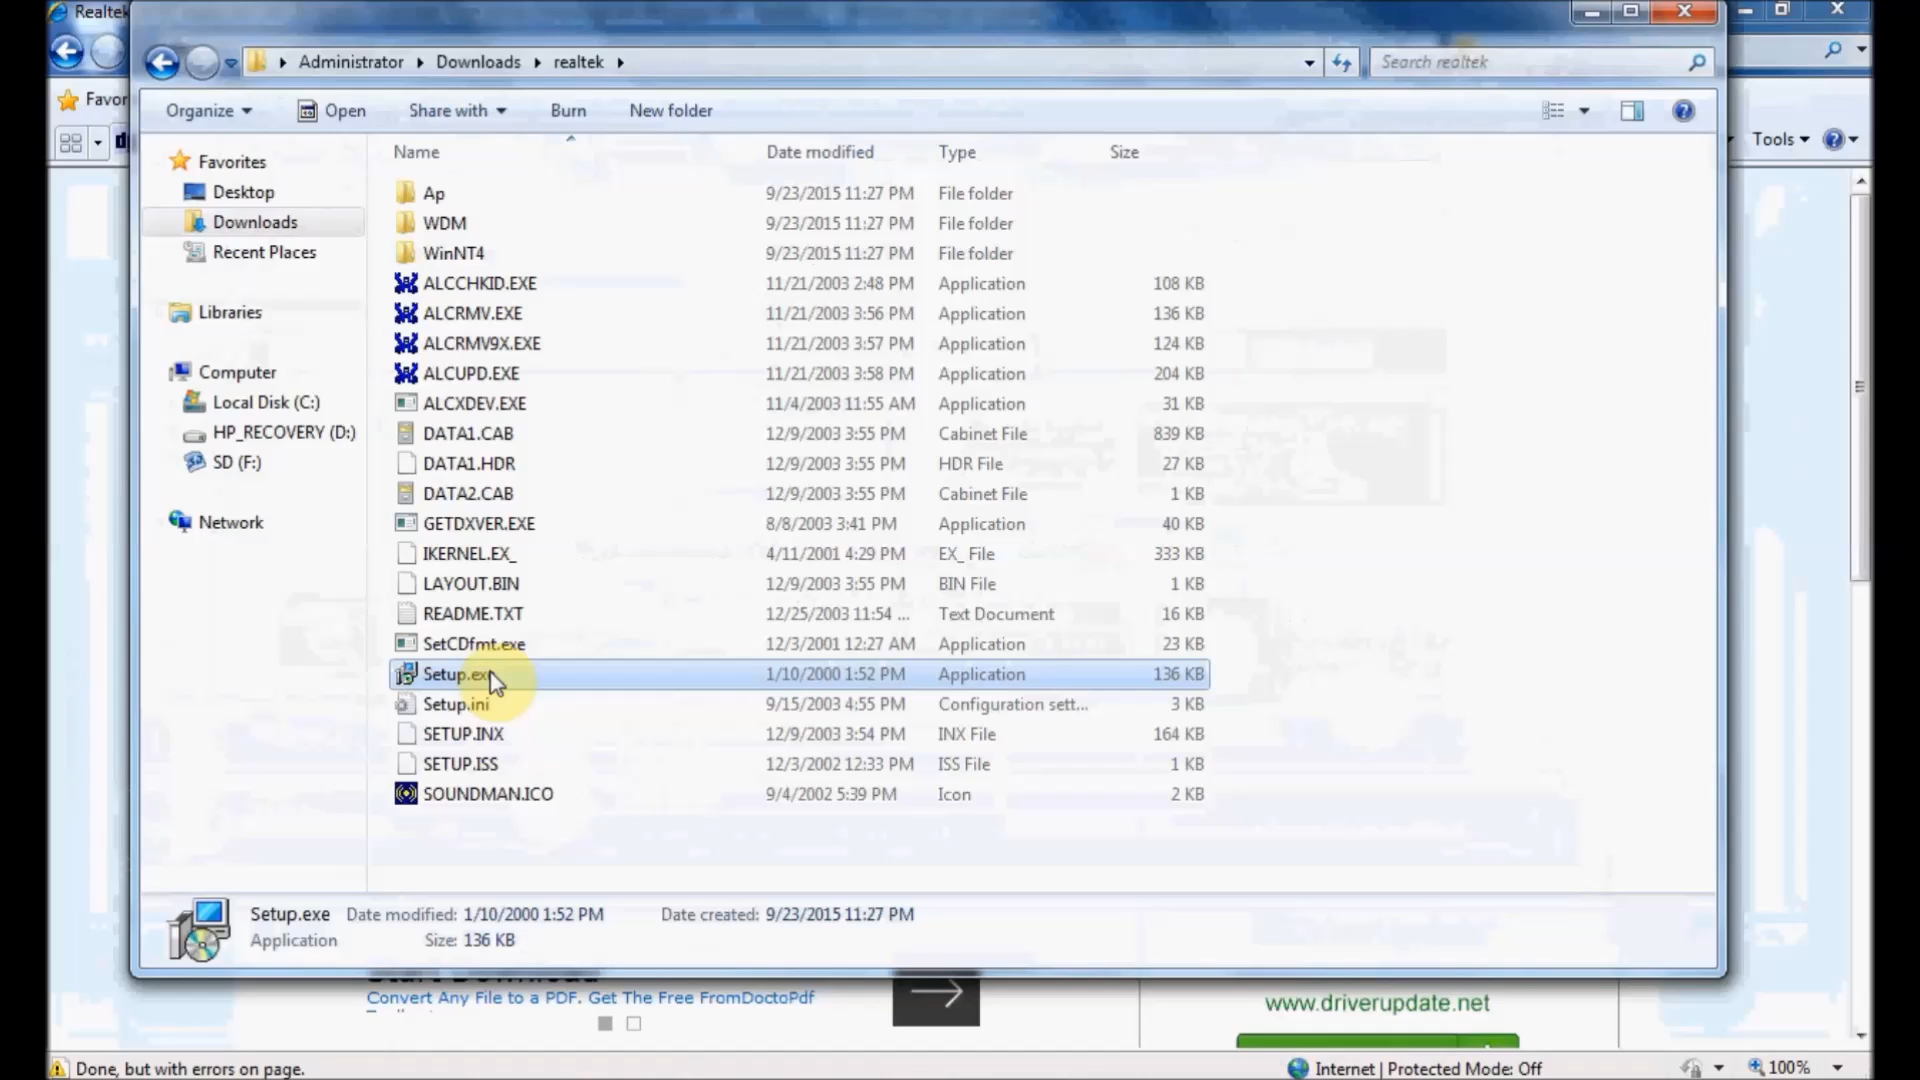 Realtek
Administrator Downloads realtek
Search realtek
Favor
Organize Open Share with Burn New folder
Tools
Name Date modified Type Size
Favorites
Desktop
Downloads
Recent Places
Libraries
Computer
Local Disk (C:)
HP_RECOVERY (D:)
SD (F:)
Network
Ap 9/23/2015 11:27 PM File folder
WDM 9/23/2015 11:27 PM File folder
WinNT4 9/23/2015 11:27 PM File folder
ALCCHKID.EXE 11/21/2003 2:48 PM Application 108 KB
ALCRMV.EXE 11/21/2003 3:56 PM Application 136 KB
ALCRMV9X.EXE 11/21/2003 3:57 PM Application 124 KB
ALCUPD.EXE 11/21/2003 3:58 PM Application 204 KB
ALCXDEV.EXE 11/4/2003 11:55 AM Application 31 KB
DATA1.CAB 12/9/2003 3:55 PM Cabinet File 839 KB
DATA1.HDR 12/9/2003 3:55 PM HDR File 27 KB
DATA2.CAB 12/9/2003 3:55 PM Cabinet File 1 KB
GETDXVER.EXE 8/8/2003 3:41 PM Application 40 KB
IKERNEL.EX_ 4/11/2001 4:29 PM EX_ File 333 KB
LAYOUT.BIN 12/9/2003 3:55 PM BIN File 1 KB
README.TXT 12/25/2003 11:54 ... Text Document 16 KB
SetCDfmt.exe 12/3/2001 12:27 AM Application 23 KB
Setup.exe 1/10/2000 1:52 PM Application 136 KB
Setup.ini 9/15/2003 4:55 PM Configuration sett... 3 KB
SETUP.INX 12/9/2003 3:54 PM INX File 164 KB
SETUP.ISS 12/3/2002 12:33 PM ISS File 1 KB
SOUNDMAN.ICO 9/4/2002 5:39 PM Icon 2 KB
Setup.exe Date modified: 1/10/2000 1:52 PM Date created: 9/23/2015 11:27 PM
Application Size: 136 KB
Convert Any File to a PDF. Get The Free FromDoctoPdf
www.driverupdate.net
Done, but with errors on page. Internet | Protected Mode: Off 100%